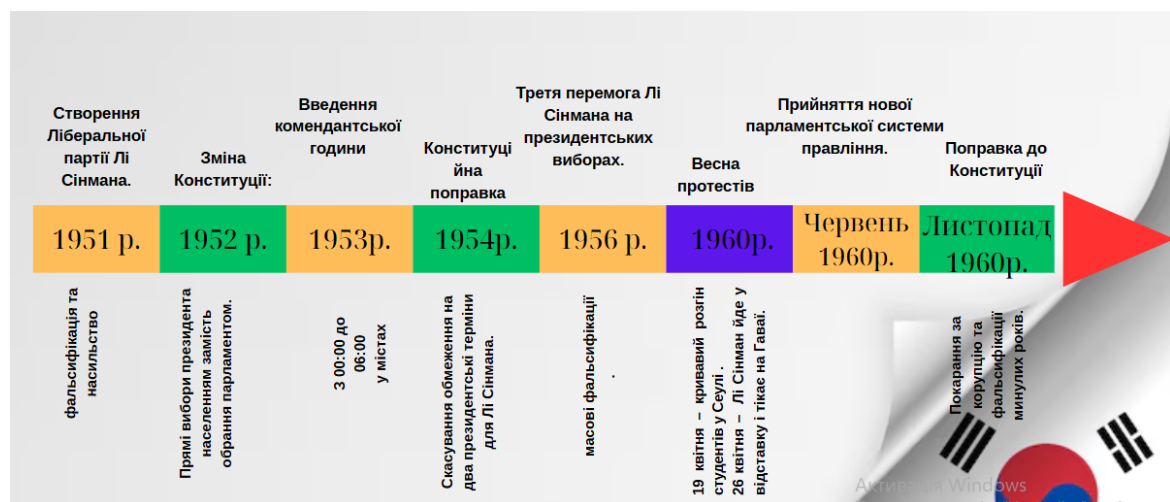 Створення
Ліберальної
партії Лі
Сінмана.
Зміна
Конституції:
Введення
комендантської
години
Конституці
йна
поправка
Третя перемога Лі
Сінмана на
президентських
виборах.
Весна
протестів
Прийняття нової
парламентської системи
правління.
Поправка до
Конституції
1951 р.
1952 р.
1953р.
1954р.
1956 р.
1960р.
Червень
1960р.
Листопад
1960р.
фальсифікація та
насильство
Прямі вибори президента
населенням замість
обрання парламентом.
З 00:00 до
06:00
у містах
Скасування обмеження на
два президентські терміни
для Лі Сінмана.
масові фальсифікації
.
19 квітня – кривавий розгін
студентів у Сеулі .
26 квітня – Лі Сінман йде у
відставку і тікає на Гаваї.
Покарання за
корупцію та
фальсифікації
минулих років.
Активация Windows